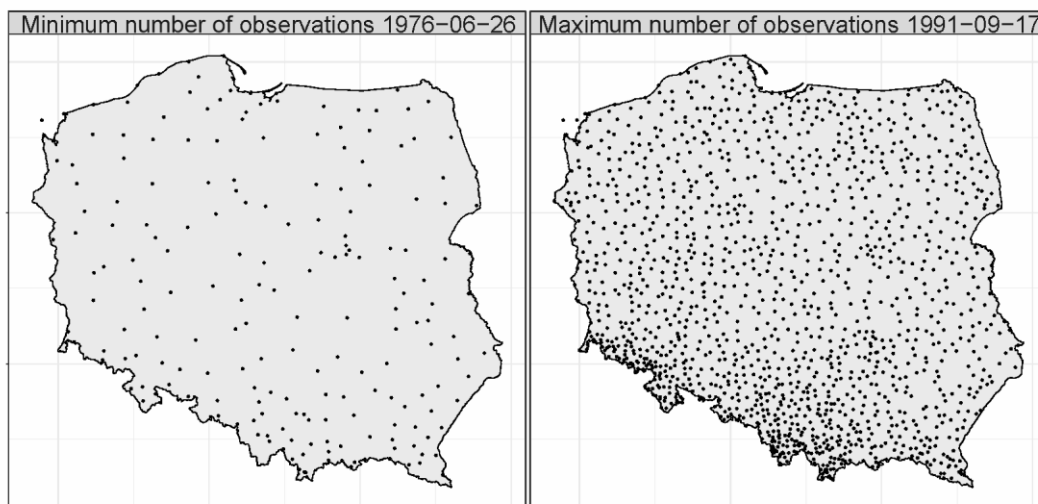 Minimum number of observations 1976−06−26
Maximum number of observations 1991−09−17